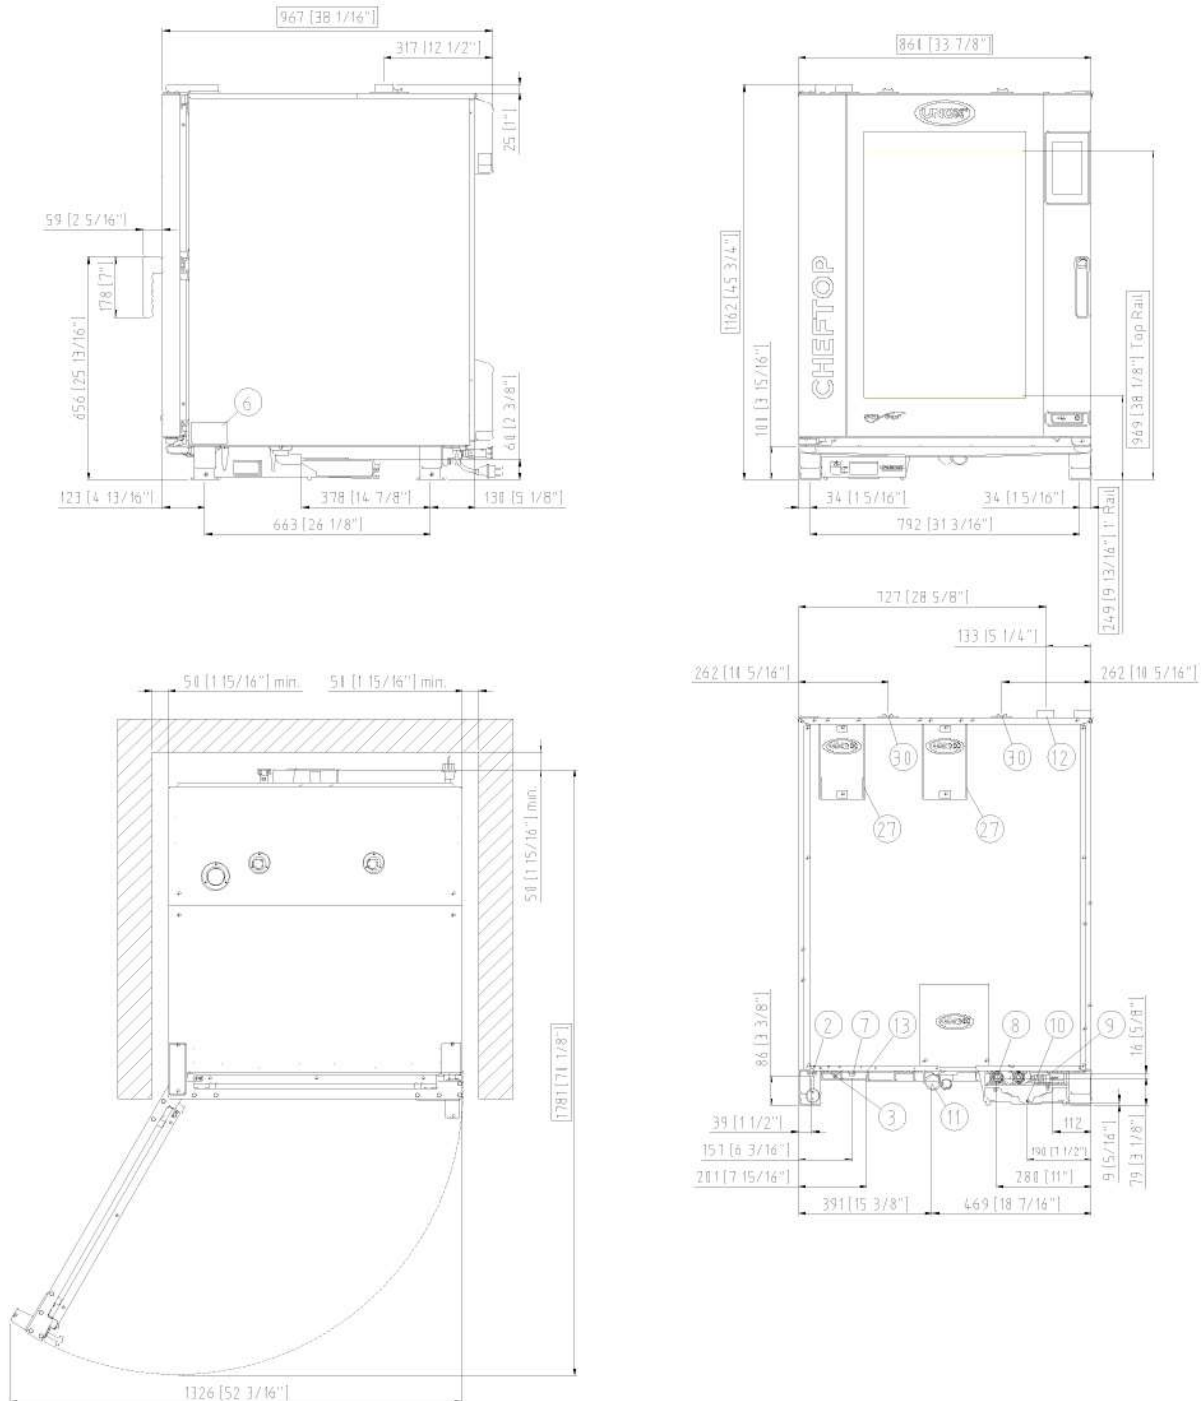 967 [38 1/16"]
317 [12 1/2"]
25 [1"]
59 [2 5/16"]
178 [7"]
656 [25 13/16"]
6
60 [2 3/8"]
123 [4 13/16"]
378 [14 7/8"]
130 [5 1/8"]
663 [26 1/8"]
860 [33 7/8"]
UNOX
1162 [45 3/4"]
CHEFTOP
100 [3 15/16"]
969 [38 1/8"] Top Rail
34 [1 5/16"]
34 [1 5/16"]
792 [31 3/16"]
249 [9 13/16"] 1° Rail
50 [1 15/16"] min.
50 [1 15/16"] min.
50 [1 15/16"] min.
1781 [70 1/8"]
1326 [52 3/16"]
727 [28 5/8"]
133 [5 1/4"]
262 [10 5/16"]
262 [10 5/16"]
30
30
12
27
27
86 [3 3/8"]
2
7
13
8
10
9
16 [5/8"]
3
11
39 [1 1/2"]
112
157 [6 3/16"]
190 [7 1/2"]
9 [5/16"]
79 [3 1/8"]
201 [7 15/16"]
280 [11"]
391 [15 3/8"]
469 [18 7/16"]